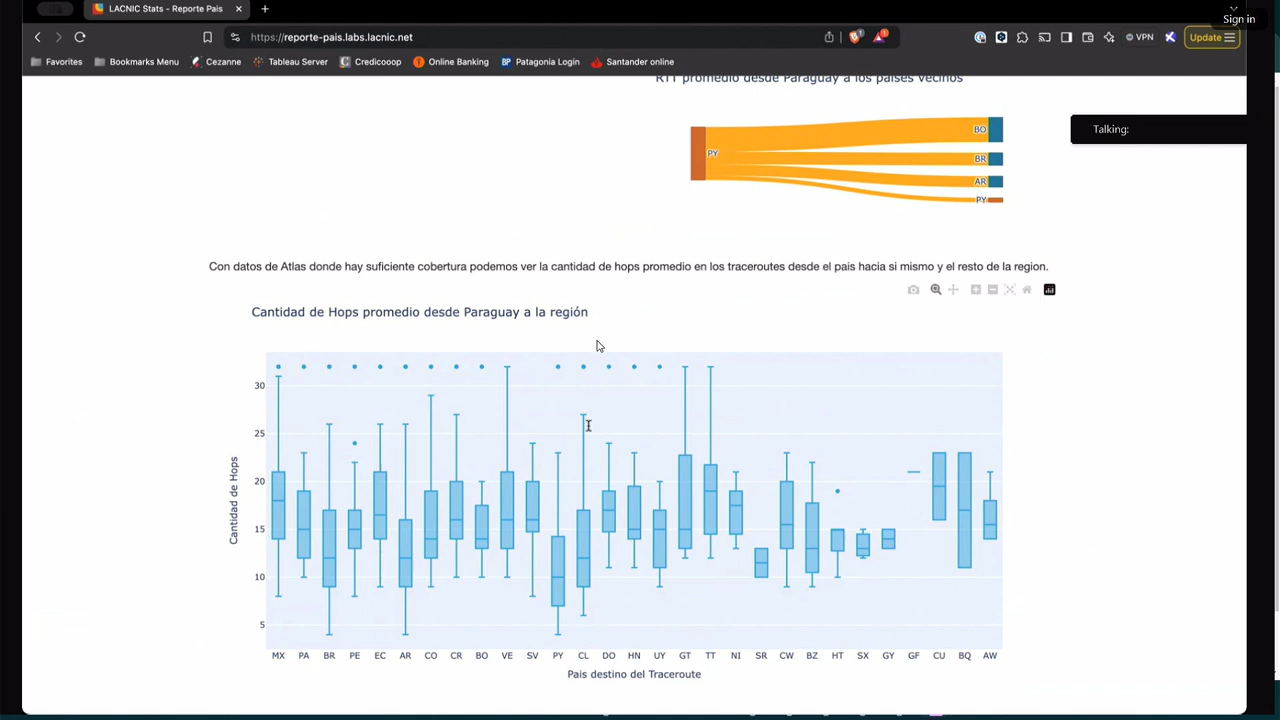 LACNIC Stats - Reporte Pais
Sign in
https://reporte-pais.labs.lacnic.net
VPN
Update
Favorites
Bookmarks Menu
Cezanne
Tableau Server
Credicoop
Online Banking
Patagonia Login
Santander online
RTT promedio desde Paraguay a los países vecinos
Talking:
PY
BO
BR
AR
PY
Con datos de Atlas donde hay suficiente cobertura podemos ver la cantidad de hops promedio en los traceroutes desde el pais hacia si mismo y el resto de la region.
Cantidad de Hops promedio desde Paraguay a la región
Cantidad de Hops
30
25
20
15
10
5
MX PA BR PE EC AR CO CR BO VE SV PY CL DO HN UY GT TT NI SR CW BZ HT SX GY GF CU BQ AW
Pais destino del Traceroute